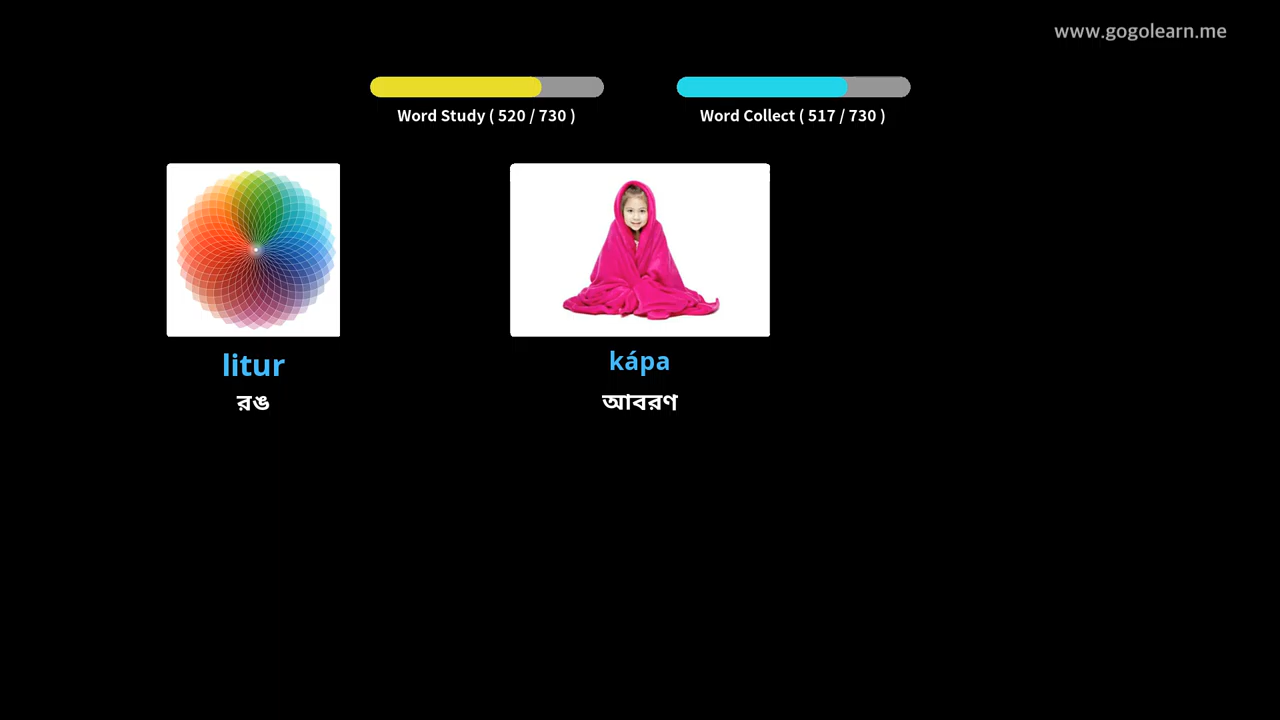 www.gogolearn.me
Word Study ( 520 / 730 )
Word Collect ( 517 / 730 )
litur
রঙ
kápa
আবরণ